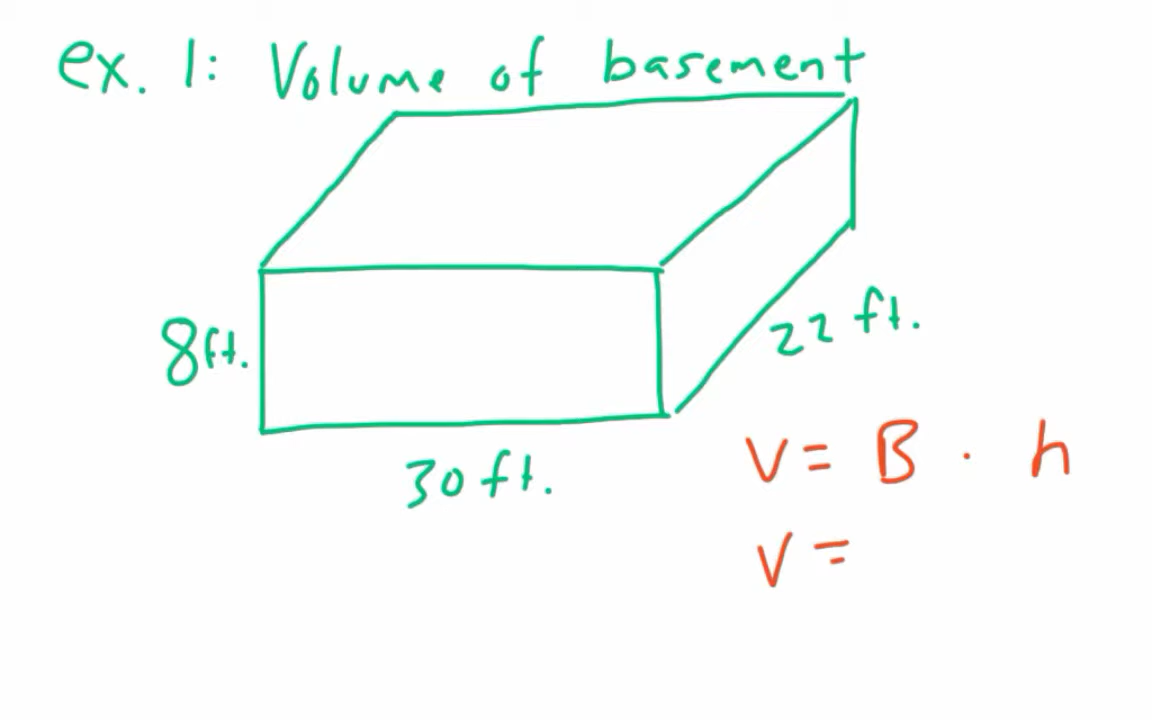 ex. 1: Volume of basement
8ft.
22 ft.
30 ft.
V = B · h
V =